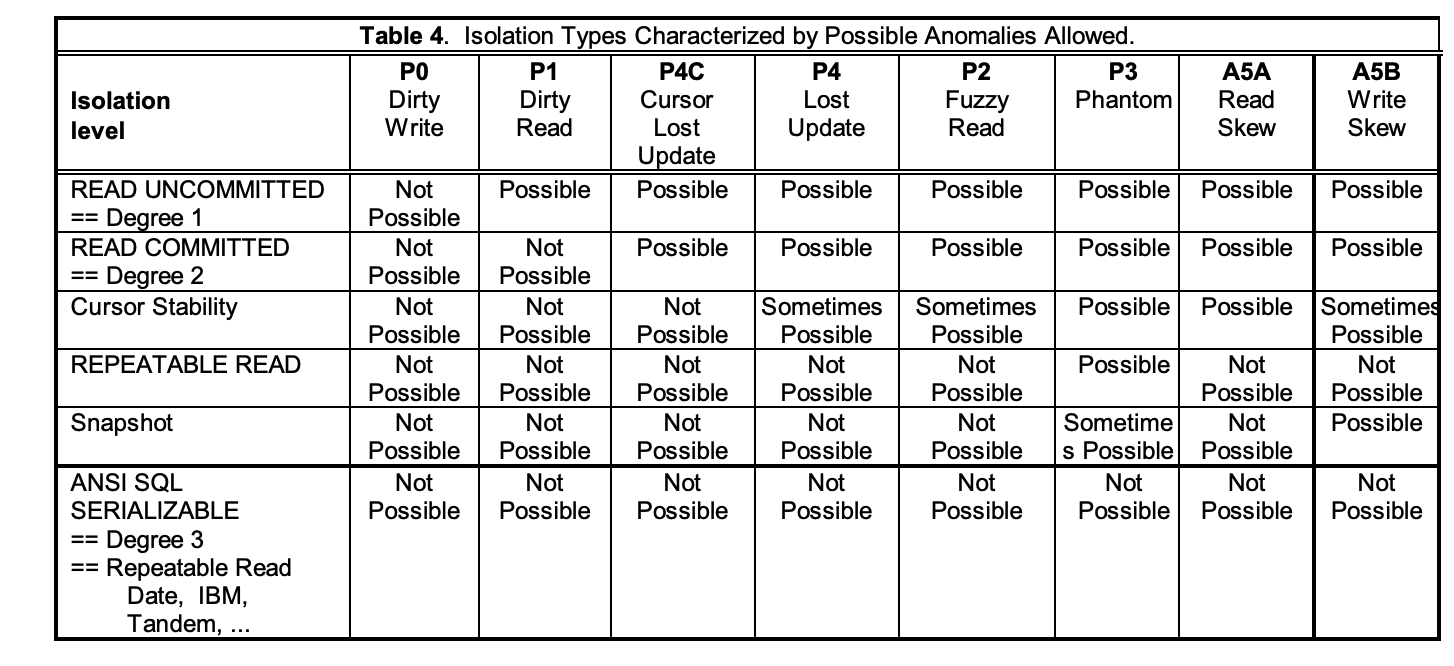 Table 4. Isolation Types Characterized by Possible Anomalies Allowed.
Isolation level P0 Dirty Write P1 Dirty Read P4C Cursor Lost Update P4 Lost Update P2 Fuzzy Read P3 Phantom A5A Read Skew A5B Write Skew
READ UNCOMMITTED == Degree 1 Not Possible Possible Possible Possible Possible Possible Possible Possible
READ COMMITTED == Degree 2 Not Possible Not Possible Possible Possible Possible Possible Possible Possible
Cursor Stability Not Possible Not Possible Not Possible Sometimes Possible Sometimes Possible Possible Possible Sometimes Possible
REPEATABLE READ Not Possible Not Possible Not Possible Not Possible Not Possible Possible Not Possible Not Possible
Snapshot Not Possible Not Possible Not Possible Not Possible Not Possible Sometimes Possible Not Possible Possible
ANSI SQL SERIALIZABLE == Degree 3 == Repeatable Read Date, IBM, Tandem, ... Not Possible Not Possible Not Possible Not Possible Not Possible Not Possible Not Possible Not Possible